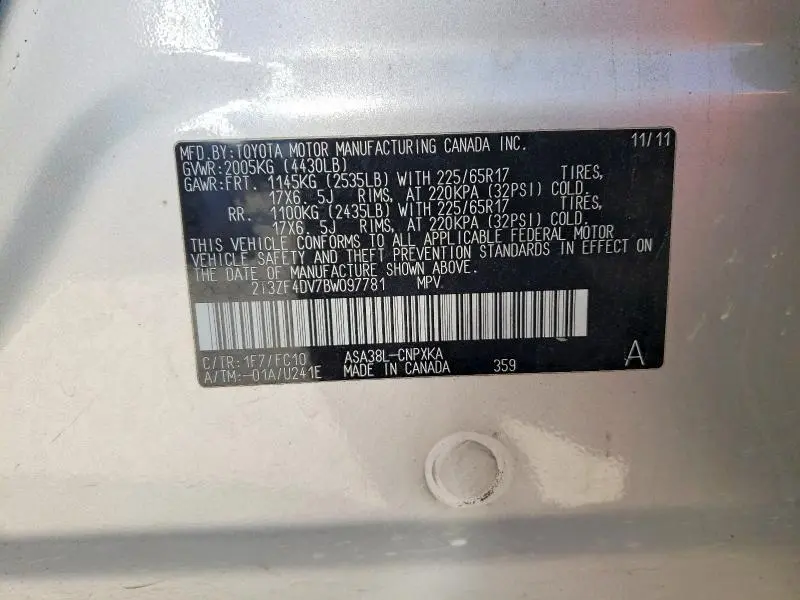 MFD.BY:TOYOTA MOTOR MANUFACTURING CANADA INC. 11/11
GVWR:2005KG (4430LB)
GAWR:FRT. 1145KG (2535LB) WITH 225/65R17 TIRES,
17X6.5J RIMS, AT 220KPA (32PSI) COLD.
RR. 1100KG (2435LB) WITH 225/65R17 TIRES,
17X6.5J RIMS, AT 220KPA (32PSI) COLD.
THIS VEHICLE CONFORMS TO ALL APPLICABLE FEDERAL MOTOR
VEHICLE SAFETY AND THEFT PREVENTION STANDARDS IN EFFECT ON
THE DATE OF MANUFACTURE SHOWN ABOVE.
2T3ZF4DV7BW097781 MPV.
C/TR:1F7/FC10 ASA38L-CNPXKA
A/TM:-01A/U241E MADE IN CANADA 359 A